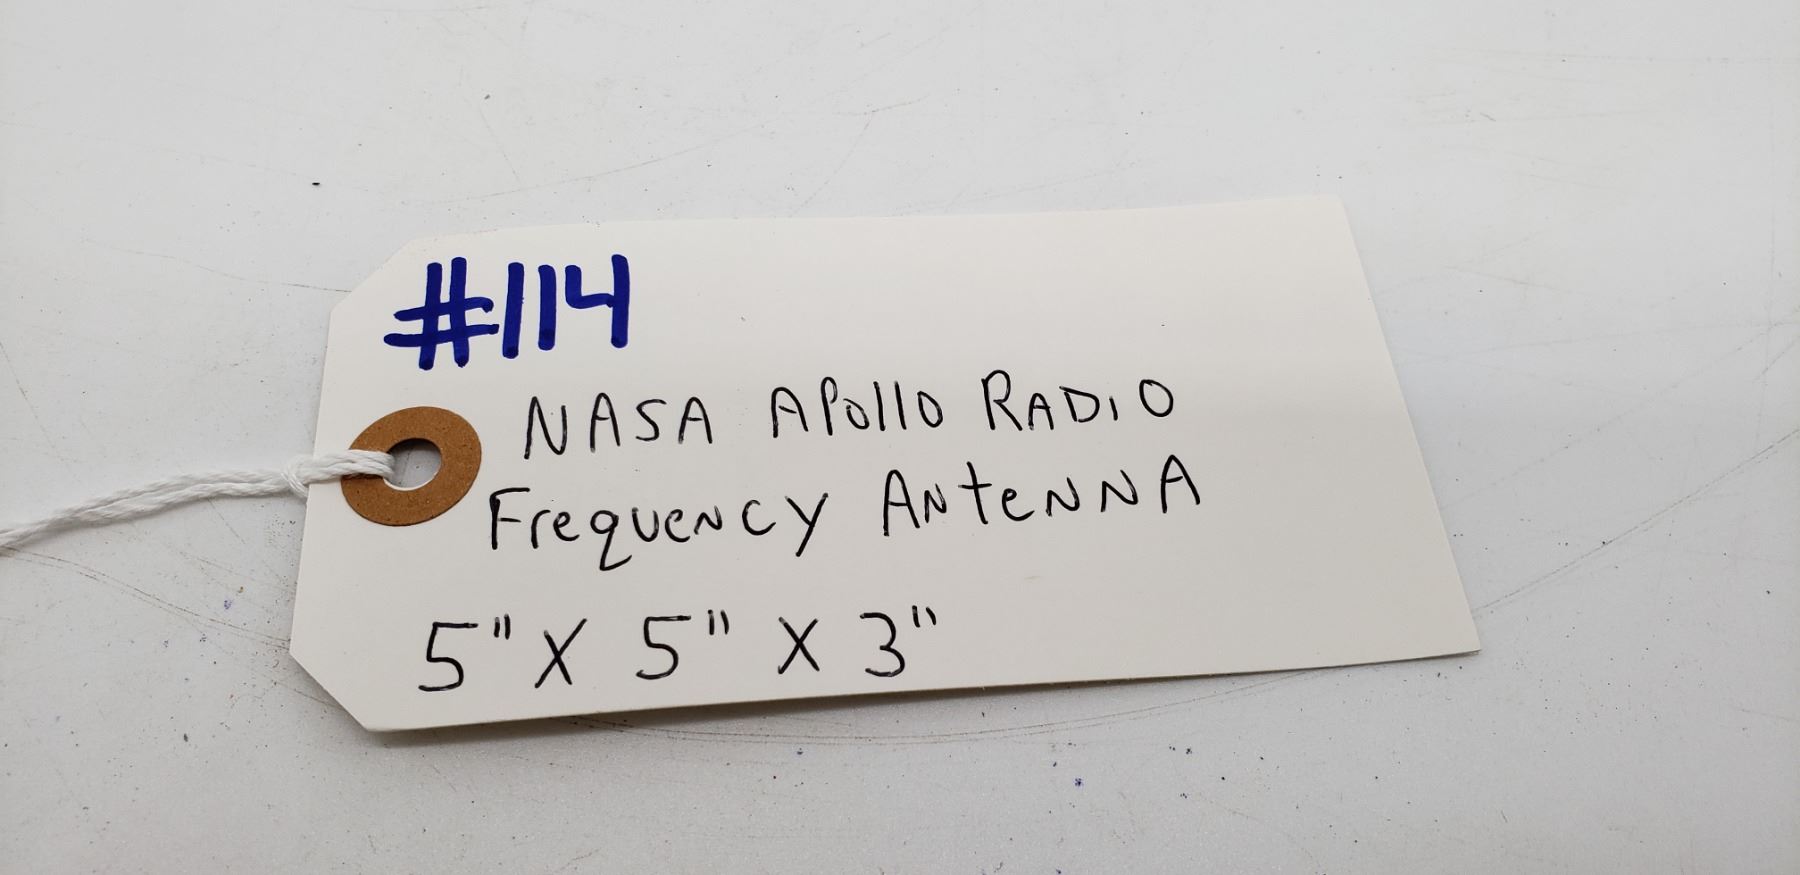 #114
NASA Apollo RADiO
Frequency Antenna
5" X 5" X 3"